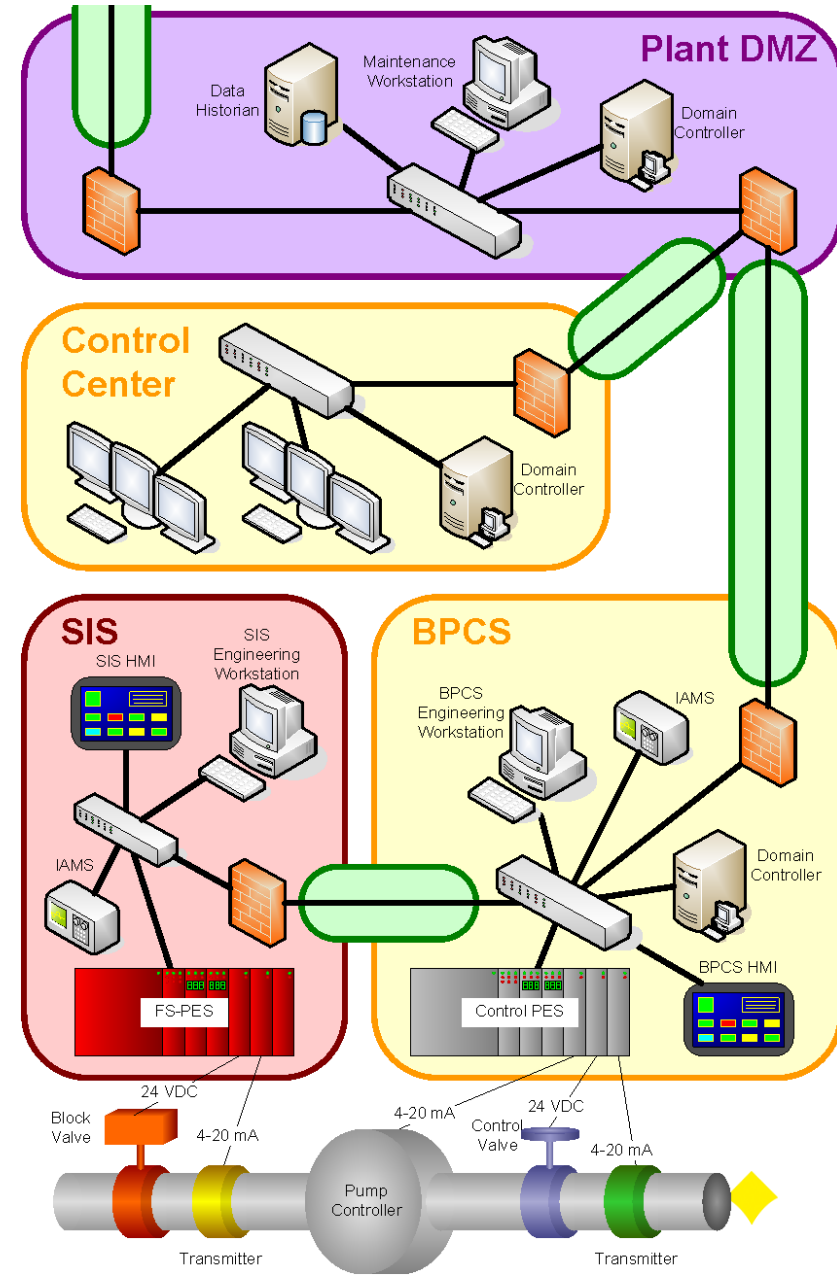 Plant DMZ
Maintenance
Workstation
Data
Historian
Domain
Controller
Control
Center
Domain
Controller
SIS
SIS HMI
SIS
Engineering
Workstation
IAMS
FS-PES
BPCS
BPCS
Engineering
Workstation
IAMS
Domain
Controller
BPCS HMI
Control PES
24 VDC
Block
Valve
4-20 mA
4-20 mA
24 VDC
Control
Valve
4-20 mA
Pump
Controller
Transmitter
Transmitter